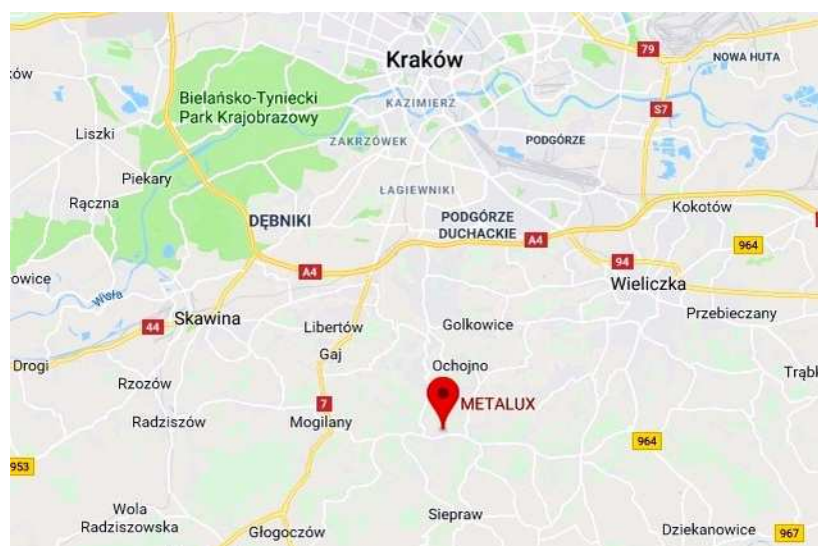 79
NOWA HUTA
Kraków
ków
Bielańsko-Tyniecki
Park Krajobrazowy
KAZIMIERZ
S7
Liszki
ZAKRZÓWEK
PODGÓRZE
Piekary
ŁAGIEWNIKI
Rączna
DĘBNIKI
PODGÓRZE
DUCHACKIE
A4
Kokotów
964
94
A4
owice
Wieliczka
Wisła
Skawina
44
Libertów
Golkowice
Przebieczany
Gaj
Ochojno
Drogi
Trąbk
Rzozów
7
METALUX
Radziszów
Mogilany
964
953
Wola
Radziszowska
Siepraw
Głogoczów
Dziekanowice
967